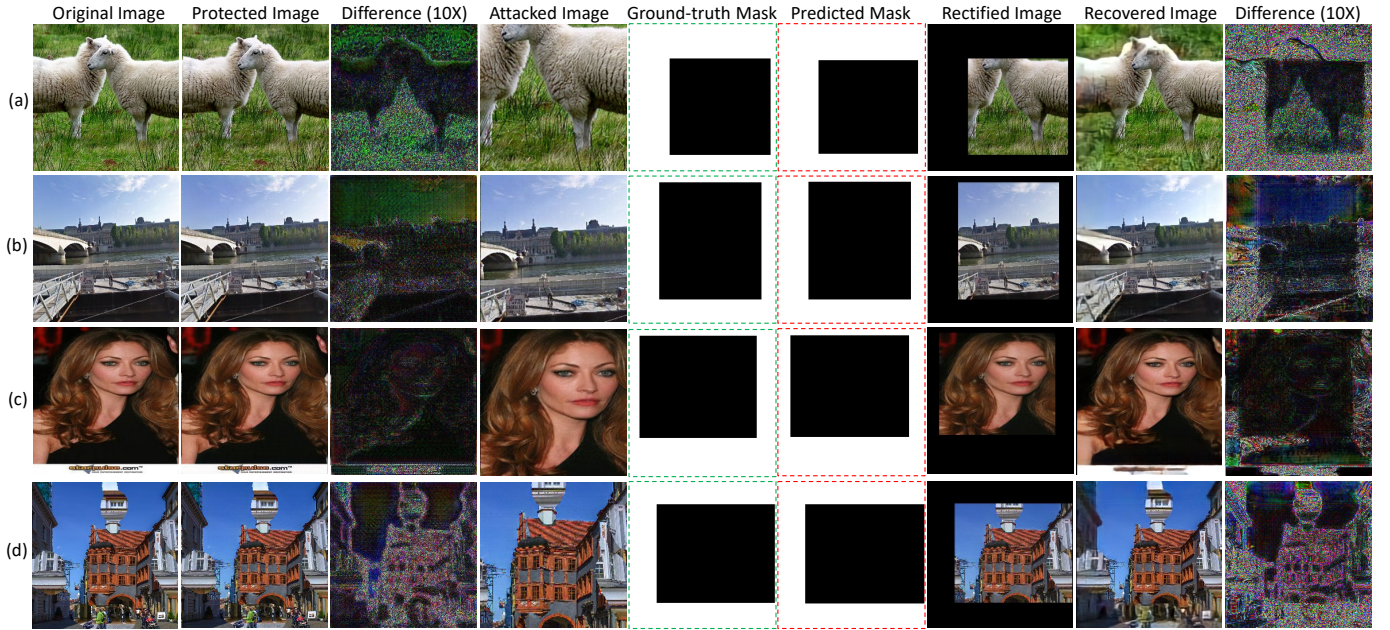 Original Image Protected Image Difference (10X) Attacked Image Ground-truth Mask Predicted Mask Rectified Image Recovered Image Difference (10X)
(a)
(b)
(c)
(d)